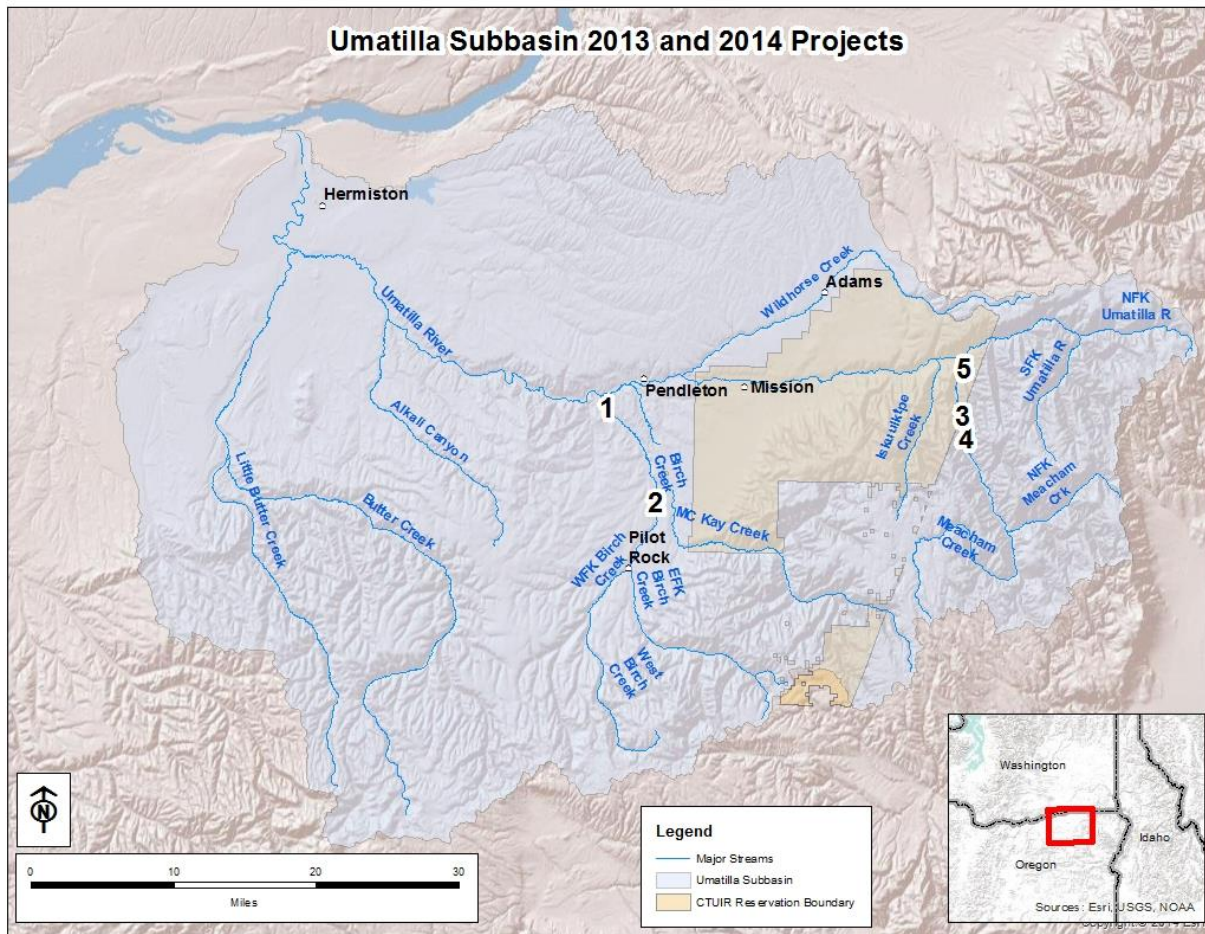 Umatilla Subbasin 2013 and 2014 Projects
Hermiston
Umatilla River
Wildhorse Creek
Adams
NFK
Umatilla R
SFK
Umatilla R
Pendleton
Mission
1
5
3
4
2
Iskuulktpe
Creek
Alkali Canyon
Birch
Creek
MC Kay Creek
NFK
Meacham
Crk
Meacham
Creek
Little Butter Creek
Butter Creek
Pilot
Rock
WFK Birch
Creek
EFK
Birch
Creek
West
Birch
Creek
N
0 10 20 30
Miles
Legend
Major Streams
Umatilla Subbasin
CTUIR Reservation Boundary
Washington
Oregon
Idaho
Sources: Esri, USGS, NOAA
Copyright:© 2014 Esri